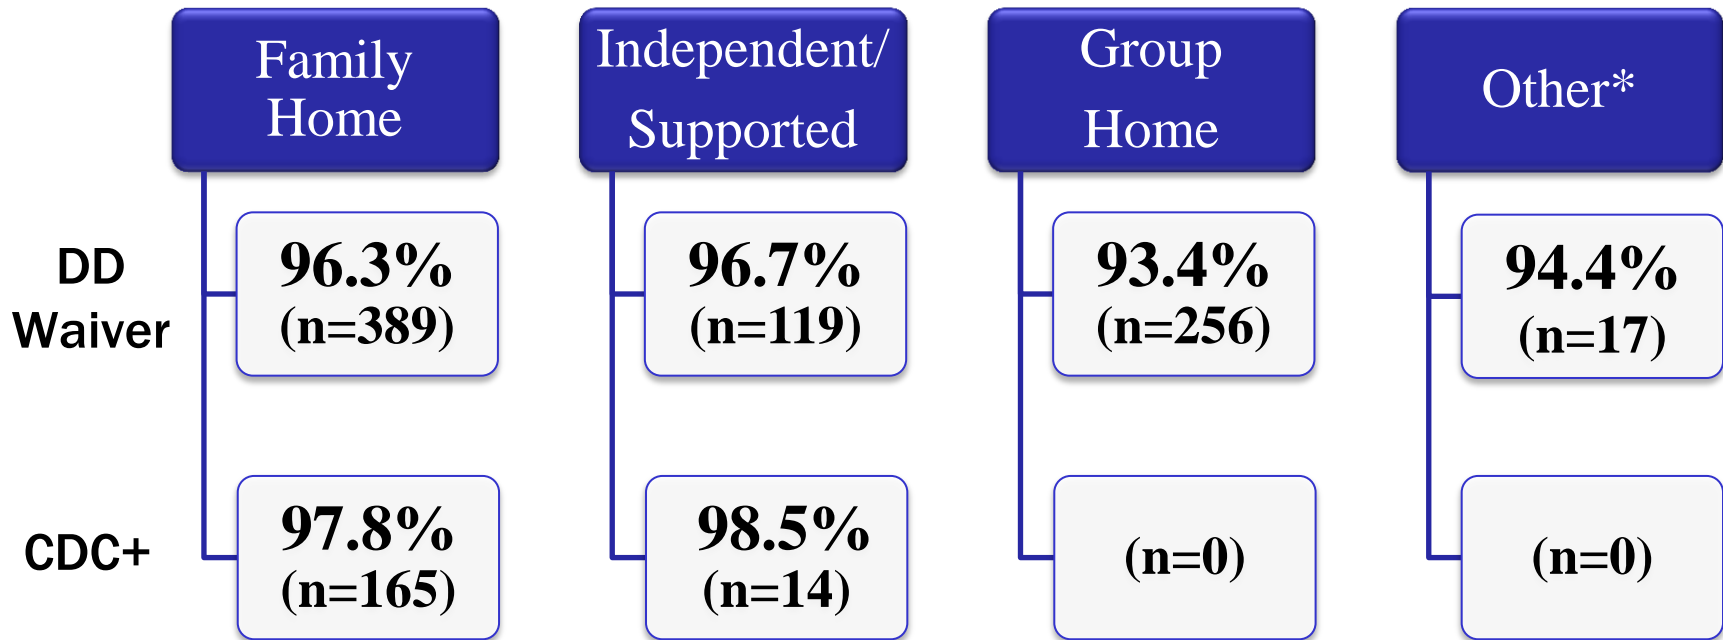 Family
Home
Independent/
Supported
Group
Home
Other*
DD
Waiver
96.3%
(n=389)
96.7%
(n=119)
93.4%
(n=256)
94.4%
(n=17)
CDC+
97.8%
(n=165)
98.5%
(n=14)
(n=0)
(n=0)